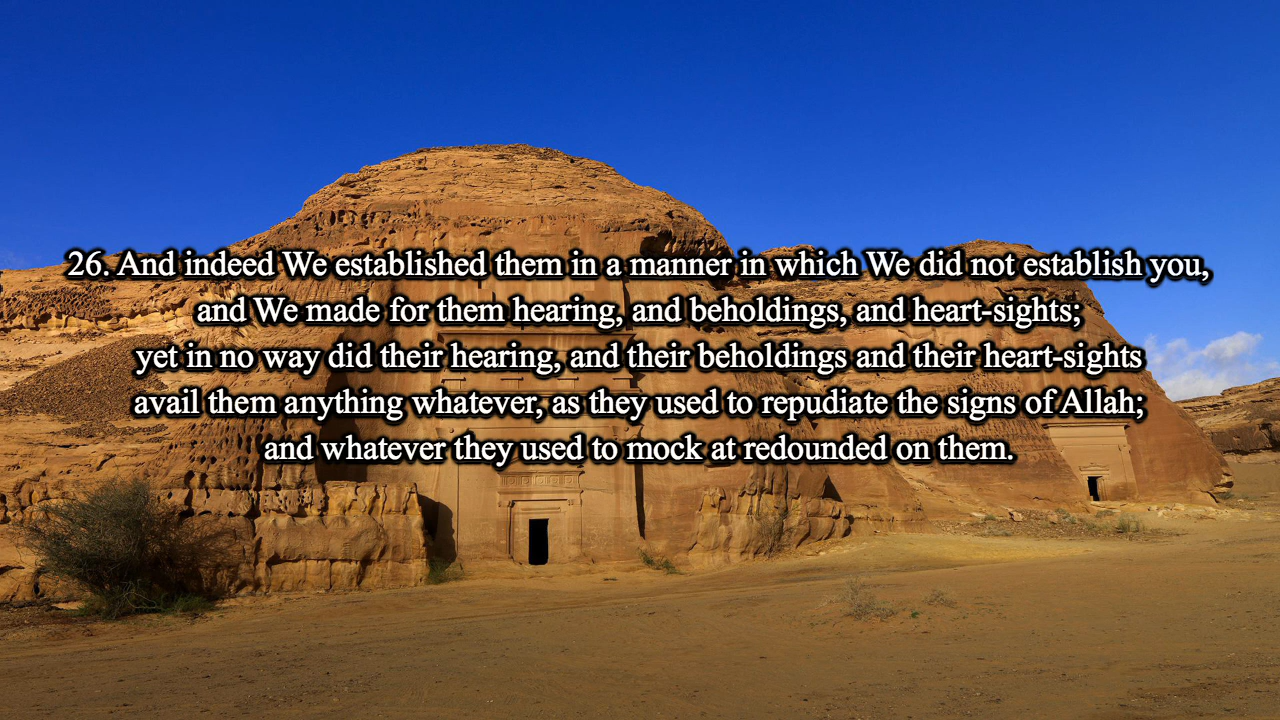 26. And indeed We established them in a manner in which We did not establish you,
and We made for them hearing, and beholdings, and heart-sights;
yet in no way did their hearing, and their beholdings and their heart-sights
avail them anything whatever, as they used to repudiate the signs of Allah;
and whatever they used to mock at redounded on them.